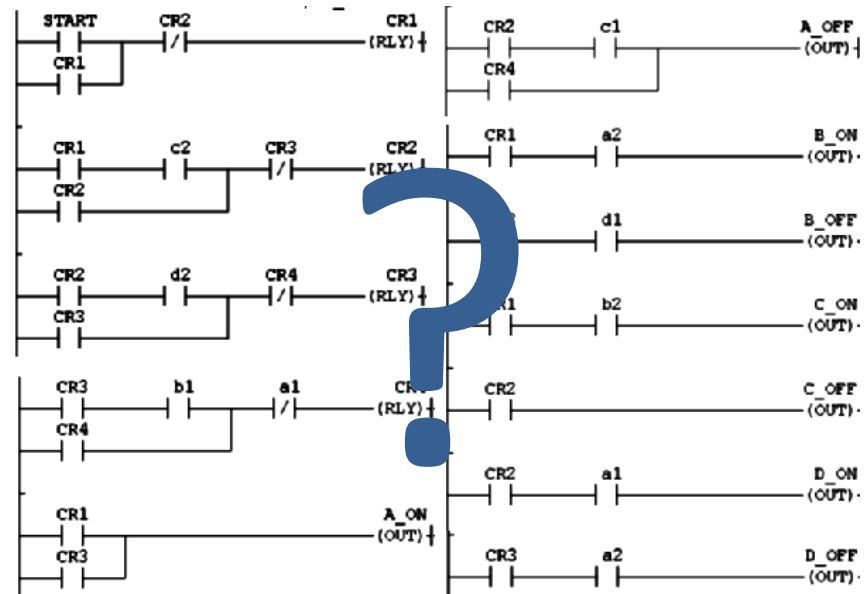 START CR2 CR1
(RLY)
CR1
CR1 c2 CR3 CR2
(RLY)
CR2
CR2 d2 CR4 CR3
(RLY)
CR3
CR3 b1 a1
(RLY)
CR4
CR1 A_ON
(OUT)
CR3
?
CR2 c1 A_OFF
(OUT)
CR4
CR1 a2 B_ON
(OUT)
d1 B_OFF
(OUT)
b2 C_ON
(OUT)
CR2 C_OFF
(OUT)
CR2 a1 D_ON
(OUT)
CR3 a2 D_OFF
(OUT)